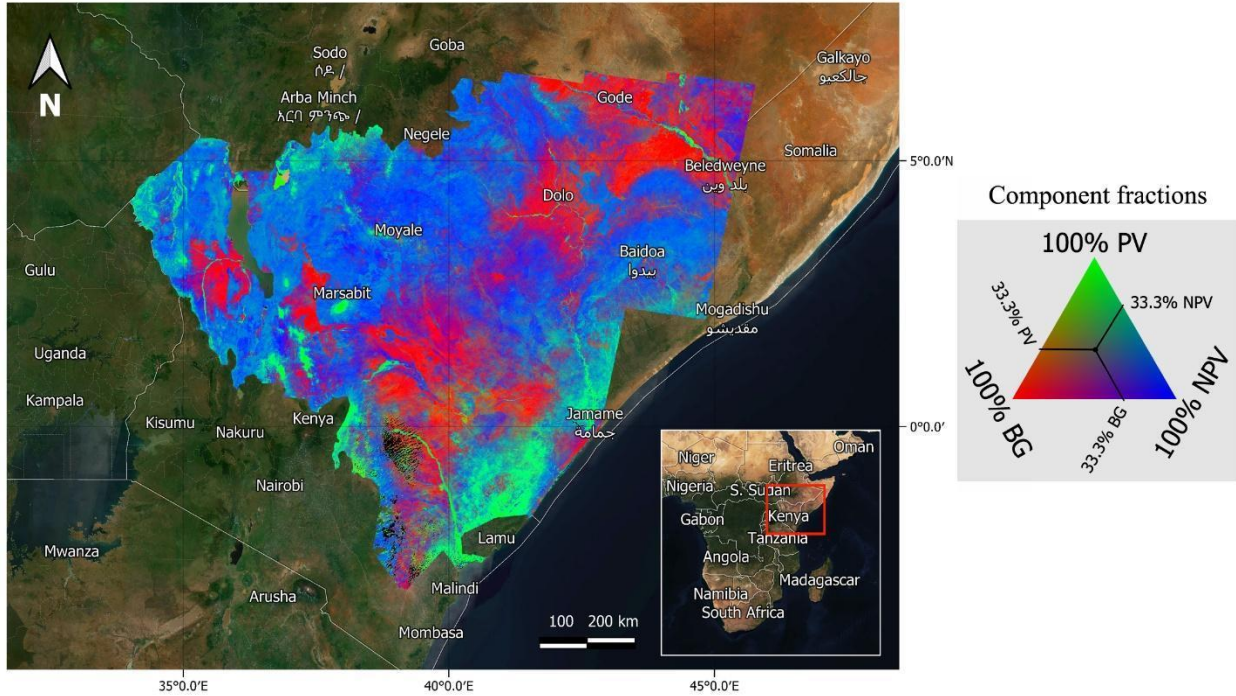 Goba
Galkayo
جالكعيو
Sodo
ሶዶ /
Arba Minch
አርባ ምንጭ /
N
Gode
Negele
Somalia
5°0.0'N
Beledweyne
بلد وين
Dolo
Moyale
Baidoa
بيدوا
Gulu
Marsabit
Mogadishu
مقديشو
Uganda
Kampala
Kisumu
Nakuru
Kenya
Jamame
جمامة
0°0.0'
Nairobi
Lamu
Mwanza
Arusha
Malindi
Mombasa
100 200 km
35°0.0'E
40°0.0'E
45°0.0'E
Niger
Oman
Eritrea
Nigeria
S. Sudan
Gabon
Kenya
Tanzania
Angola
Madagascar
Namibia
South Africa
Component fractions
100% PV
33.3% NPV
33.3% PV
100% BG
33.3% BG
100% NPV